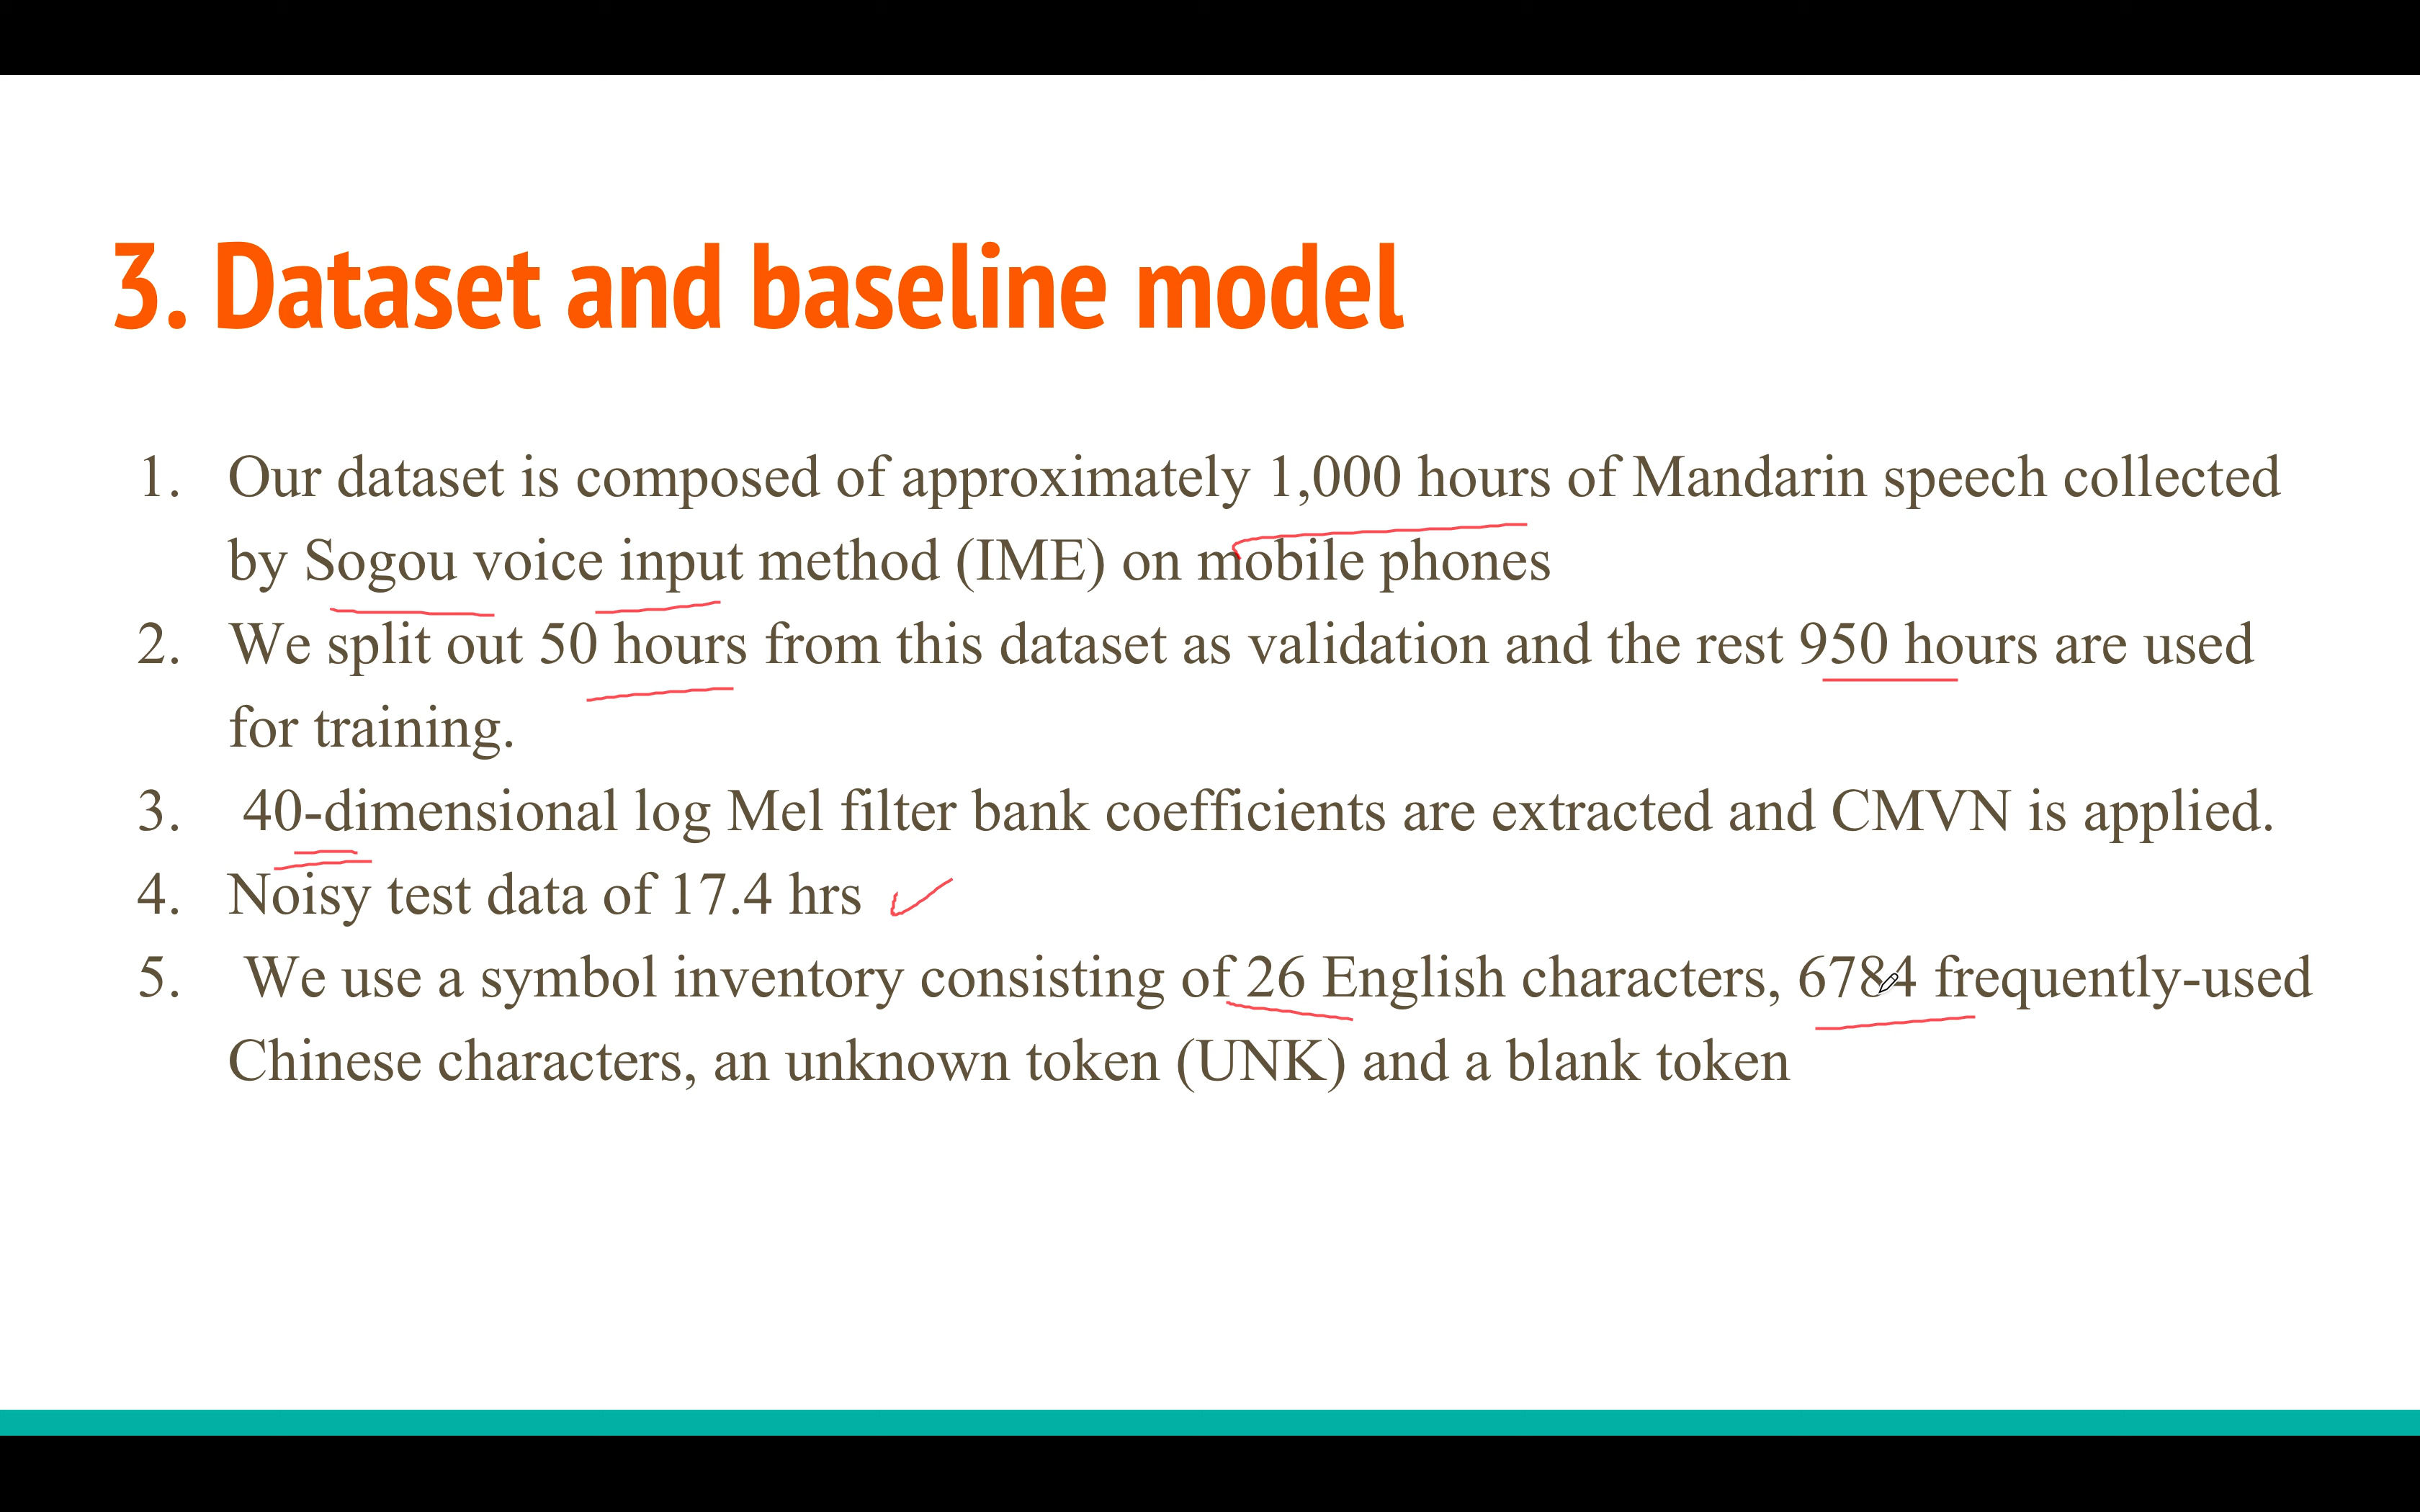 3. Dataset and baseline model
1. Our dataset is composed of approximately 1,000 hours of Mandarin speech collected
by Sogou voice input method (IME) on mobile phones
2. We split out 50 hours from this dataset as validation and the rest 950 hours are used
for training.
3. 40-dimensional log Mel filter bank coefficients are extracted and CMVN is applied.
4. Noisy test data of 17.4 hrs
5. We use a symbol inventory consisting of 26 English characters, 6784 frequently-used
Chinese characters, an unknown token (UNK) and a blank token